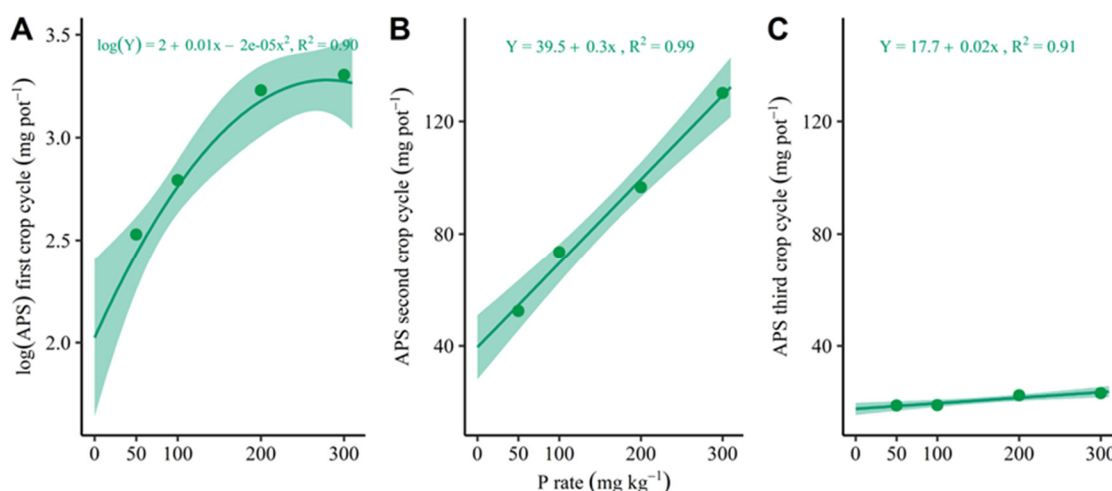 A
log(Y) = 2 + 0.01x − 2e-05x², R² = 0.90
log(APS) first crop cycle (mg pot⁻¹)
3.5
3.0
2.5
2.0
0 50 100 200 300
B
Y = 39.5 + 0.3x , R² = 0.99
APS second crop cycle (mg pot⁻¹)
120
80
40
0 50 100 200 300
P rate (mg kg⁻¹)
C
Y = 17.7 + 0.02x , R² = 0.91
APS third crop cycle (mg pot⁻¹)
120
80
40
0 50 100 200 300